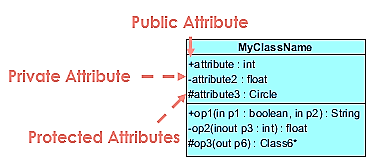 Public Attribute
MyClassName
+attribute : int
Private Attribute
-attribute2 : float
#attribute3 : Circle
+op1(in p1 : boolean, in p2) : String
Protected Attributes
-op2(inout p3 : int) : float
#op3(out p6) : Class6*